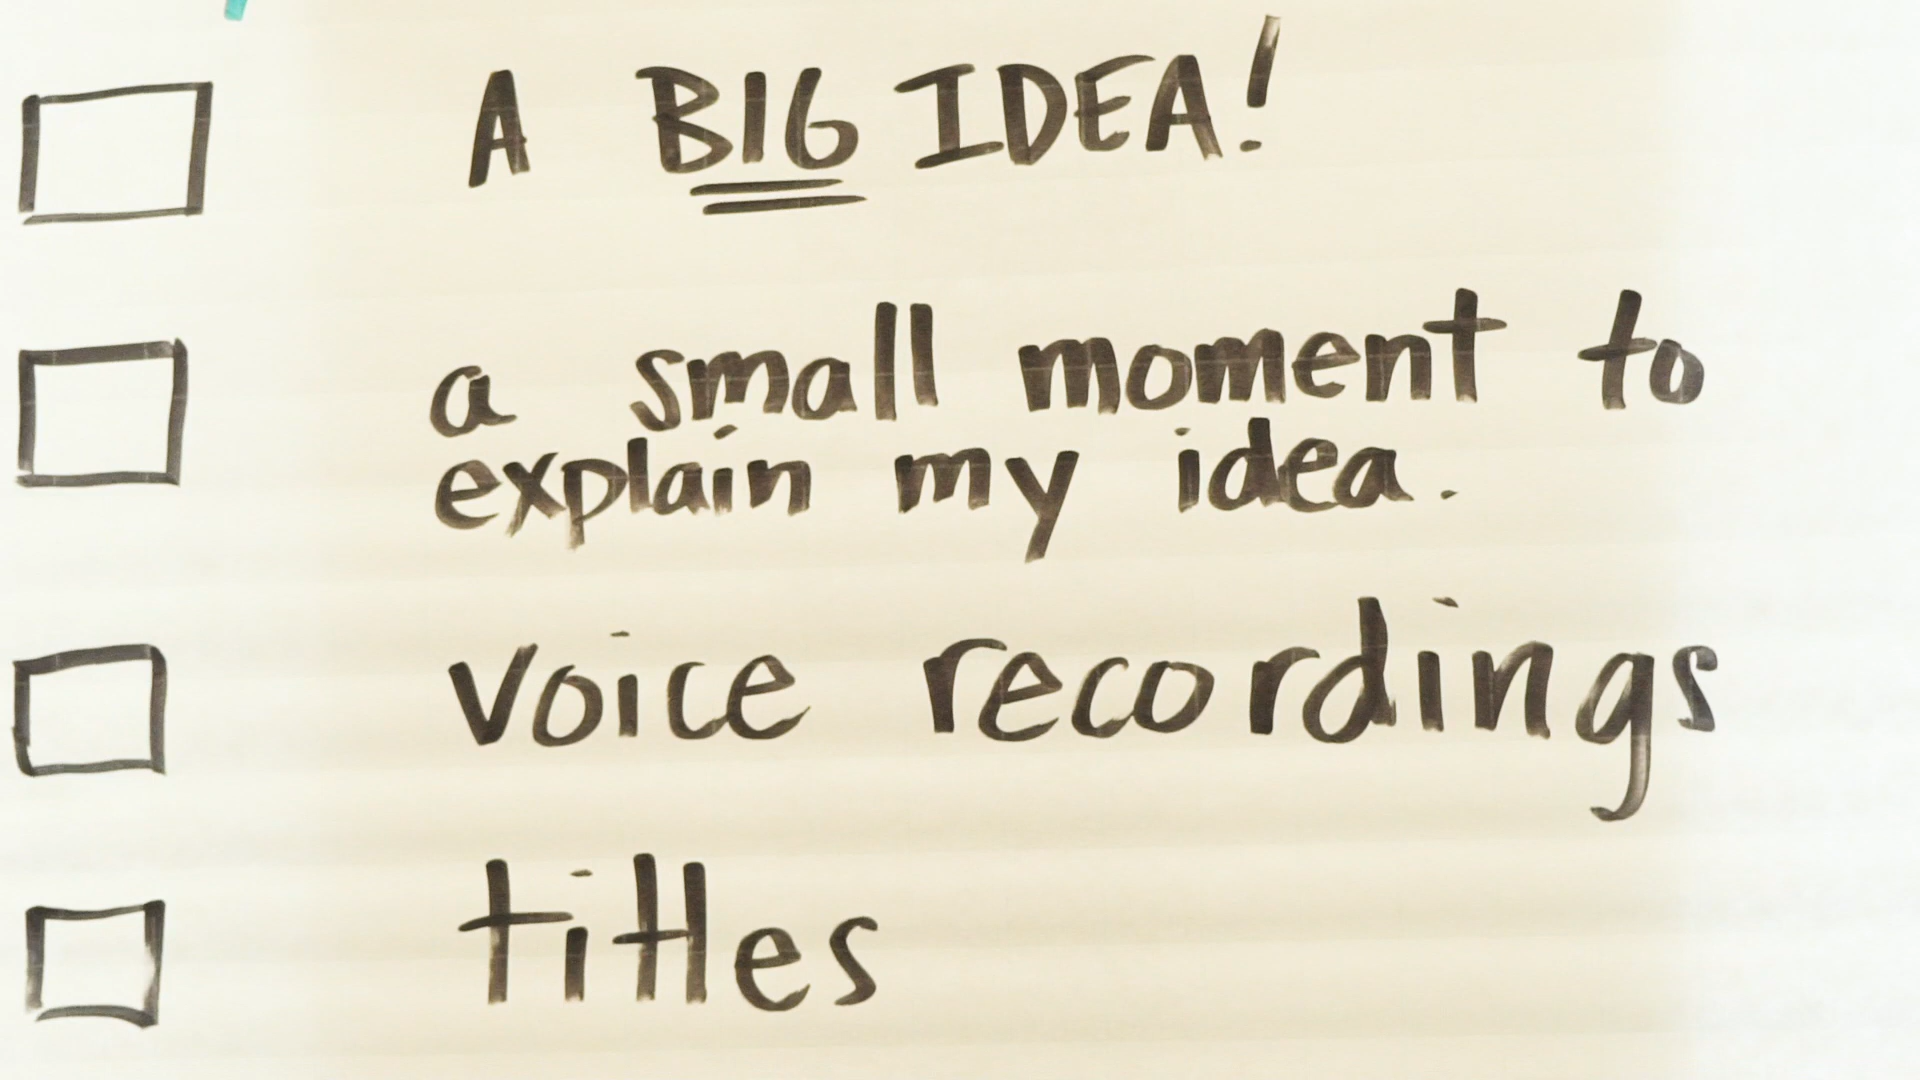 A BIG IDEA!
a small moment to
explain my idea.
voice recordings
titles